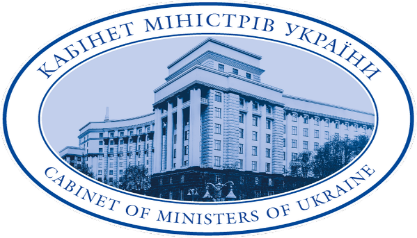 КАБІНЕТ МІНІСТРІВ УКРАЇНИ
CABINET OF MINISTERS OF UKRAINE